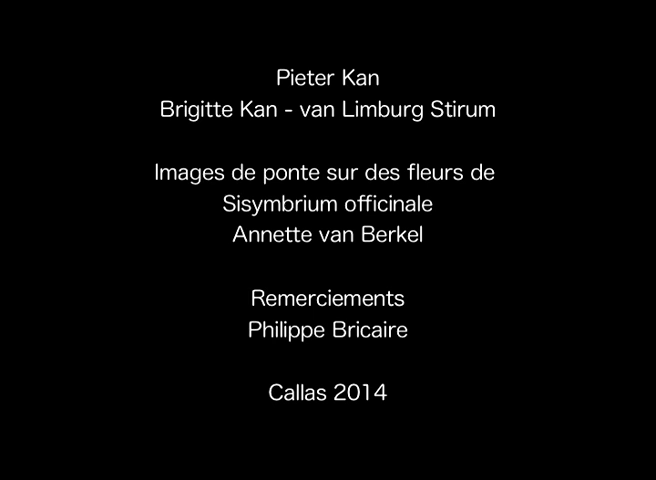 Pieter Kan
Brigitte Kan - van Limburg Stirum
Images de ponte sur des fleurs de
Sisymbrium officinale
Annette van Berkel
Remerciements
Philippe Bricaire
Callas 2014